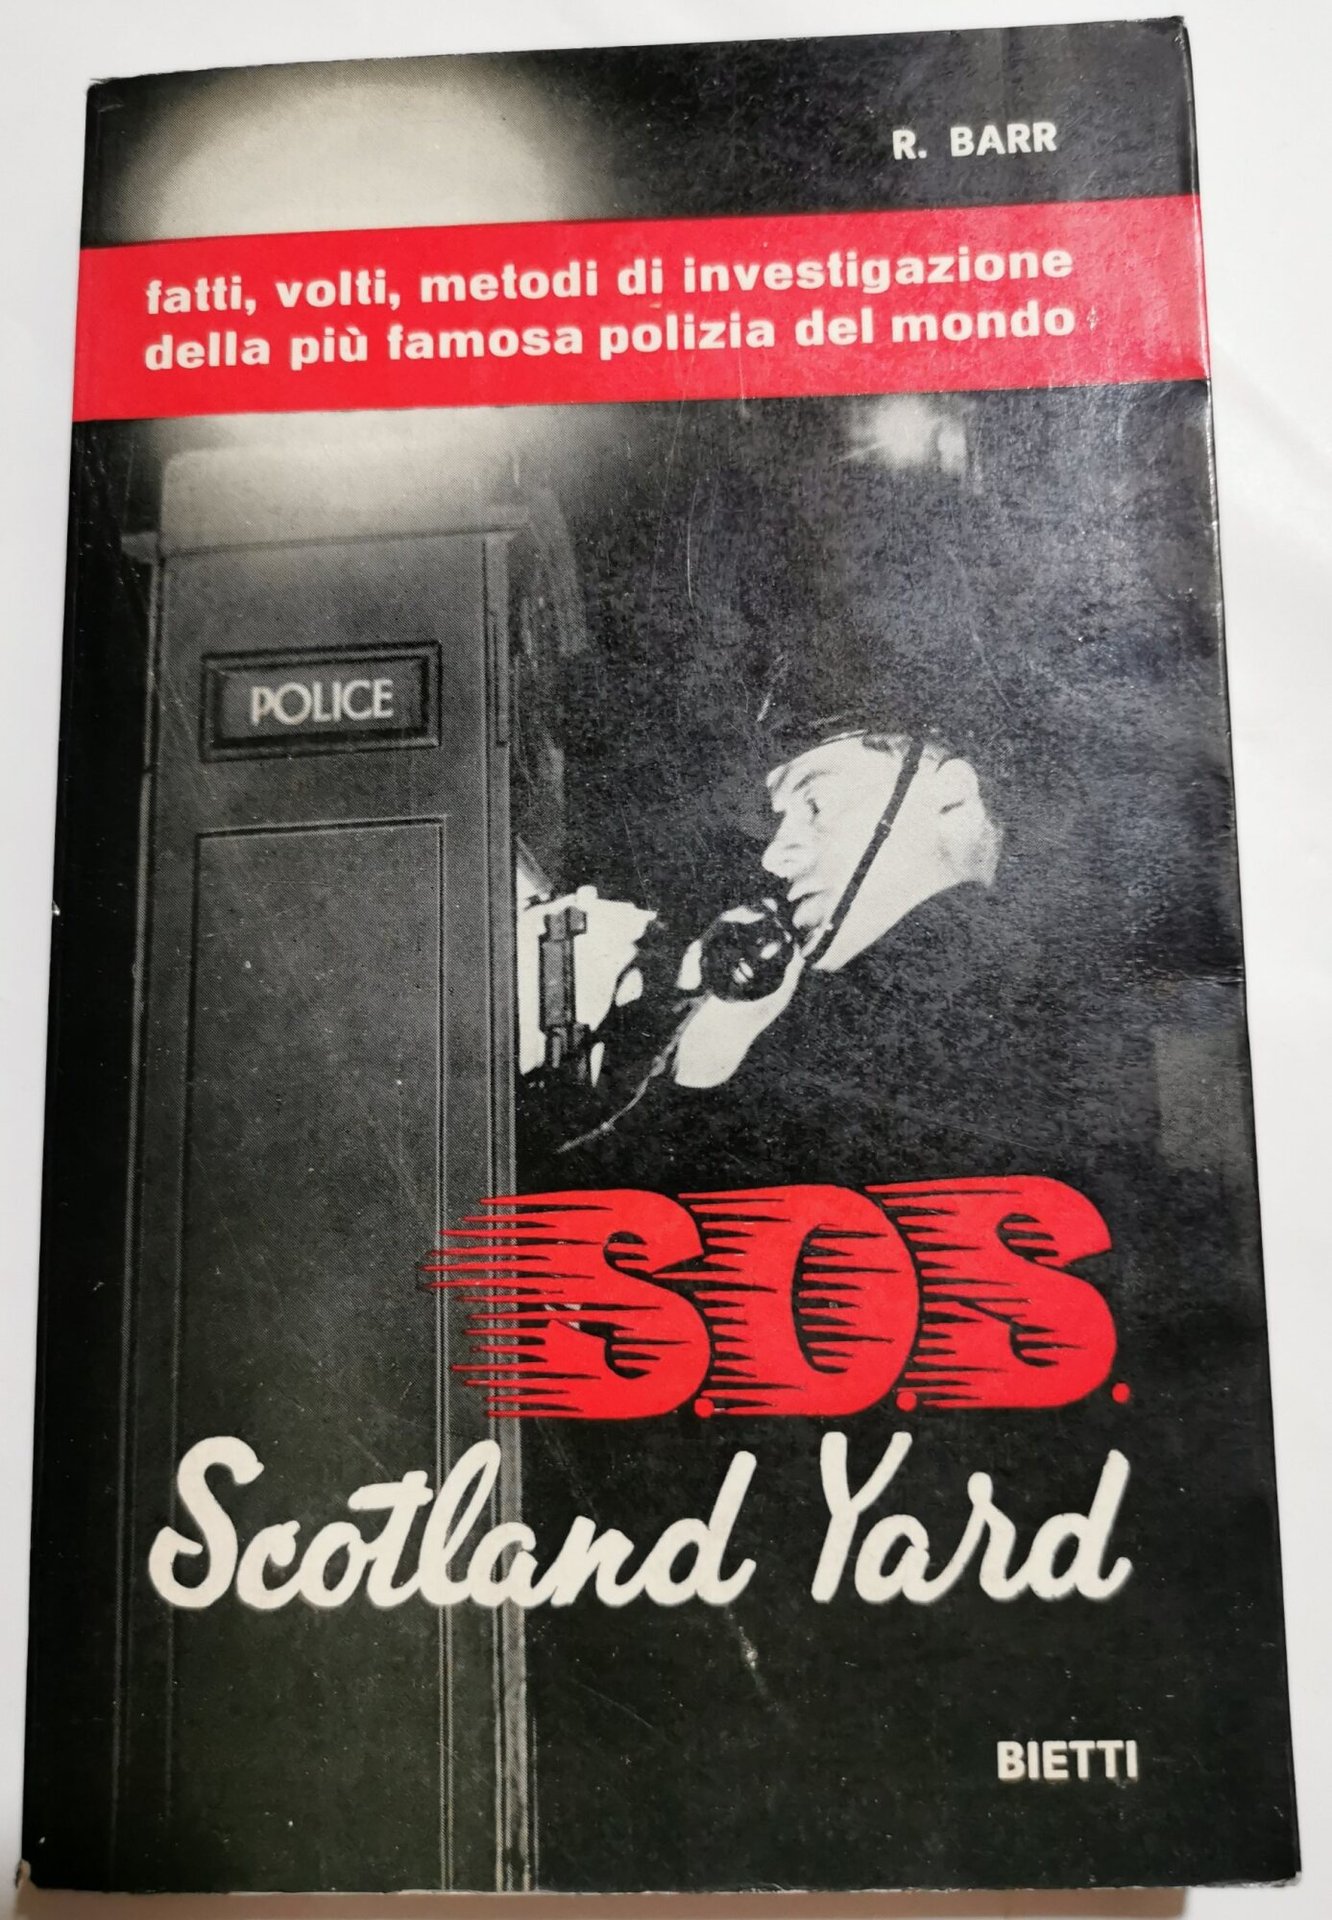 R. BARR
fatti, volti, metodi di investigazione
della più famosa polizia del mondo
POLICE
S.O.S.
Scotland Yard
BIETTI